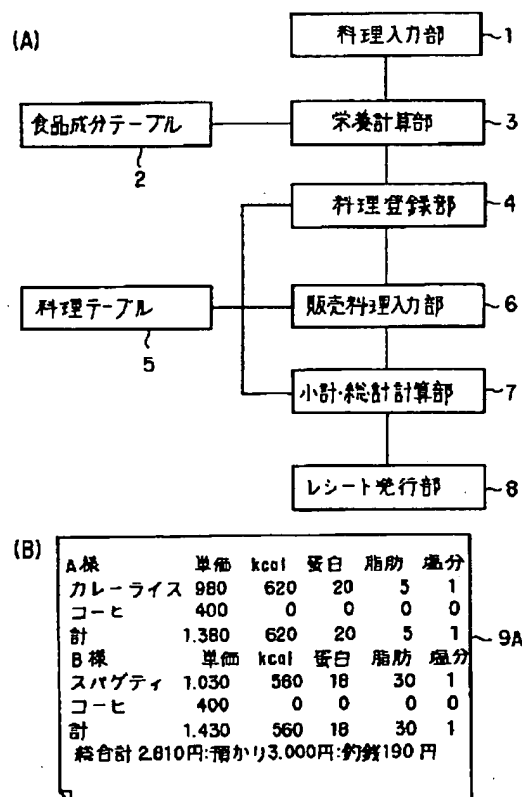 (A)
料理入力部 1
食品成分テーブル 2
栄養計算部 3
料理登録部 4
料理テーブル 5
販売料理入力部 6
小計・総計計算部 7
レシート発行部 8
(B)
A様 単価 kcal 蛋白 脂肪 塩分
カレーライス 980 620 20 5 1
コーヒ 400 0 0 0 0
計 1.380 620 20 5 1
9A
B様 単価 kcal 蛋白 脂肪 塩分
スパゲティ 1.030 560 18 30 1
コーヒ 400 0 0 0 0
計 1.430 560 18 30 1
総合計 2.810円:預かり3.000円:釣銭190円